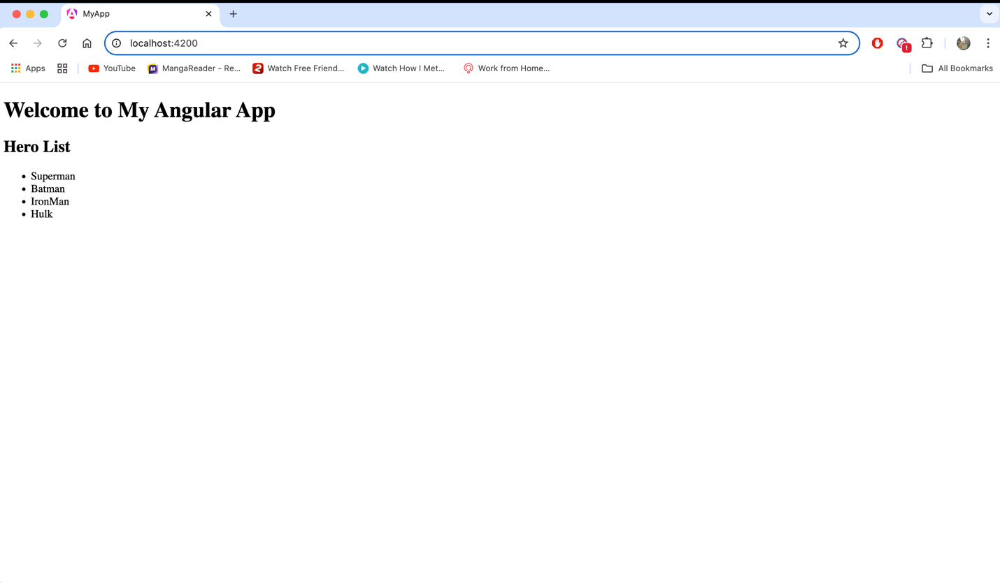 MyApp
localhost:4200
Apps YouTube MangaReader - Re... Watch Free Friend... Watch How I Met... Work from Home... All Bookmarks
Welcome to My Angular App
Hero List
Superman
Batman
IronMan
Hulk